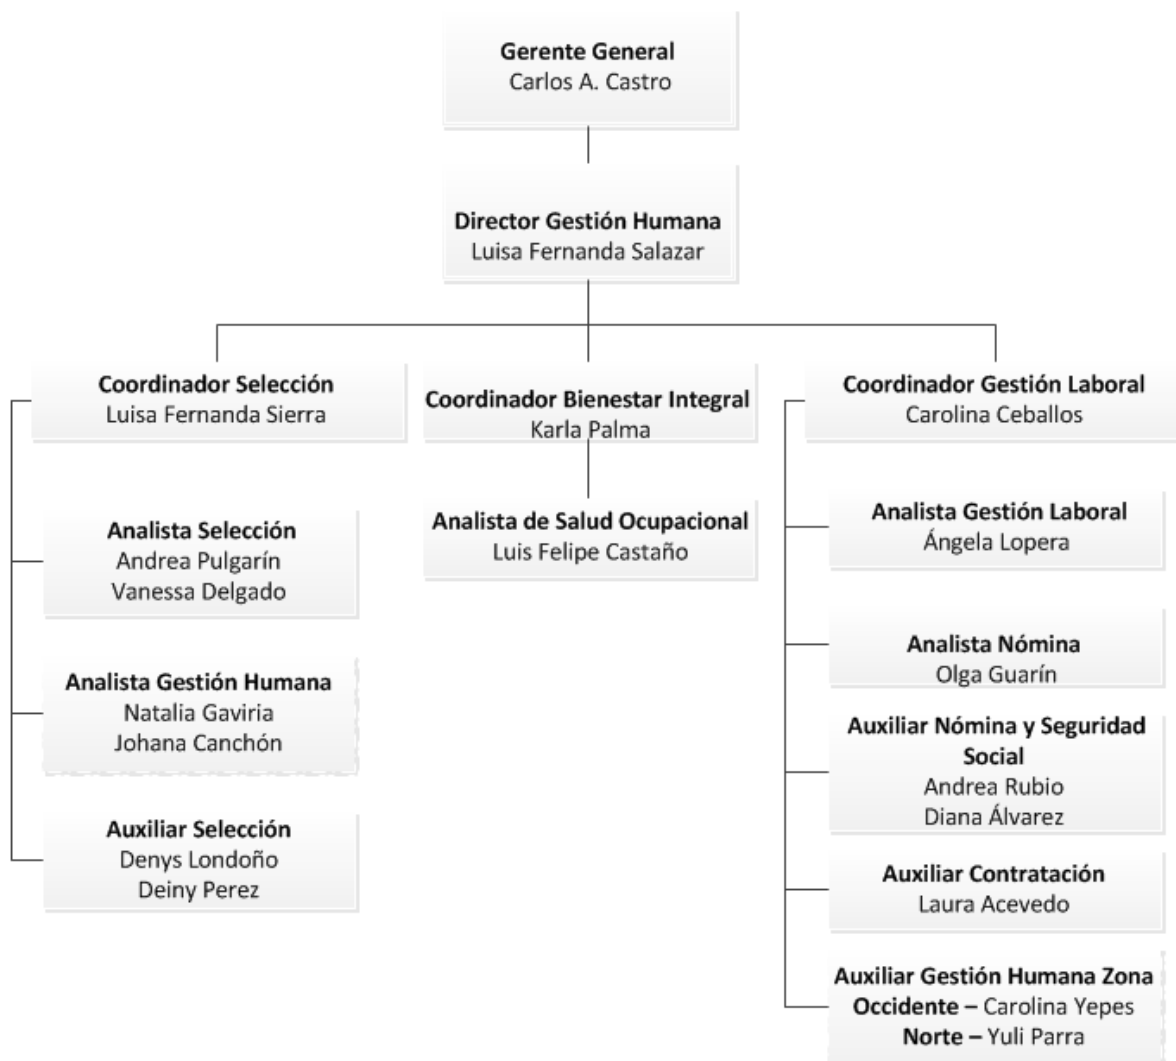 Gerente General
Carlos A. Castro
Director Gestión Humana
Luisa Fernanda Salazar
Coordinador Selección
Luisa Fernanda Sierra
Analista Selección
Andrea Pulgarín
Vanessa Delgado
Analista Gestión Humana
Natalia Gaviria
Johana Canchón
Auxiliar Selección
Denys Londoño
Deiny Perez
Coordinador Bienestar Integral
Karla Palma
Analista de Salud Ocupacional
Luis Felipe Castaño
Coordinador Gestión Laboral
Carolina Ceballos
Analista Gestión Laboral
Ángela Lopera
Analista Nómina
Olga Guarín
Auxiliar Nómina y Seguridad
Social
Andrea Rubio
Diana Álvarez
Auxiliar Contratación
Laura Acevedo
Auxiliar Gestión Humana Zona
Occidente – Carolina Yepes
Norte – Yuli Parra